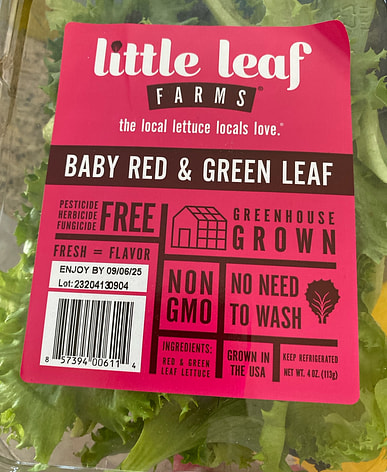 little leaf
FARMS®
the local lettuce locals love.®
BABY RED & GREEN LEAF
PESTICIDE
HERBICIDE
FUNGICIDE
FREE
GREENHOUSE
GROWN
FRESH = FLAVOR
ENJOY BY 09/06/25
Lot:23204130904
NON
GMO
NO NEED
TO WASH
8 57394 00611 4
INGREDIENTS:
RED & GREEN
LEAF LETTUCE
GROWN IN
THE USA
KEEP REFRIGERATED
NET WT. 4 OZ. (113g)